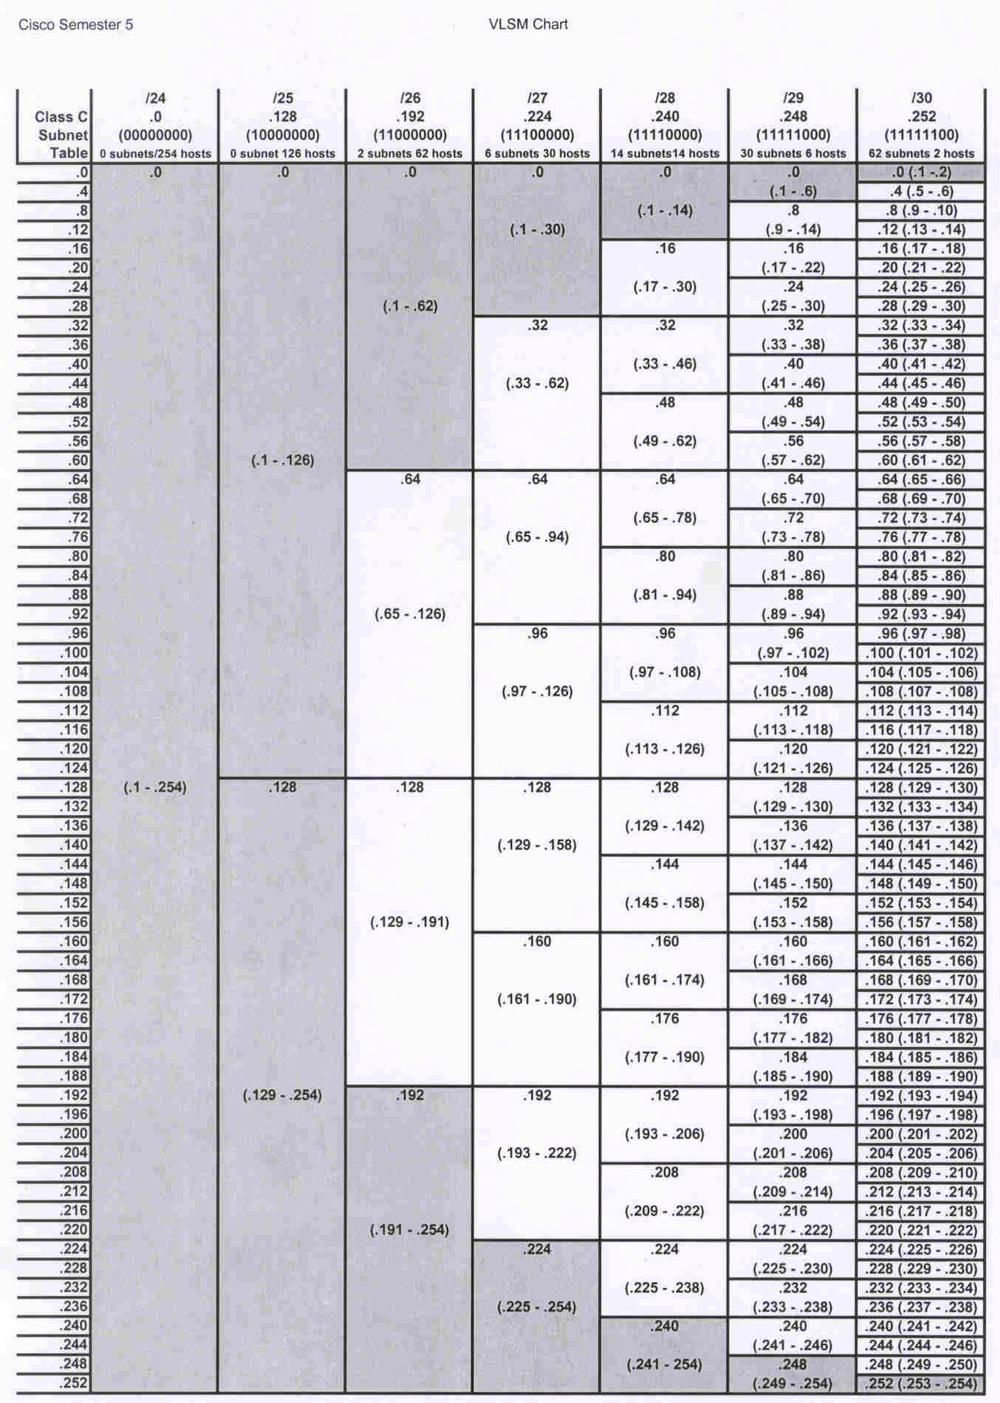 Cisco Semester 5 VLSM Chart
/24 /25 /26 /27 /28 /29 /30
Class C .0 .128 .192 .224 .240 .248 .252
Subnet (00000000) (10000000) (11000000) (11100000) (11110000) (11111000) (11111100)
Table 0 subnets/254 hosts 0 subnet 126 hosts 2 subnets 62 hosts 6 subnets 30 hosts 14 subnets14 hosts 30 subnets 6 hosts 62 subnets 2 hosts
.0 .0 .0 .0 .0 .0 .0 .0 (.1 -.2)
.4 (.1 - .6) .4 (.5 - .6)
.8 (.1 - .14) .8 .8 (.9 - .10)
.12 (.1 - .30) (.9 - .14) .12 (.13 - .14)
.16 .16 .16 .16 (.17 - .18)
.20 (.17 - .22) .20 (.21 - .22)
.24 (.17 - .30) .24 .24 (.25 - .26)
.28 (.1 - .62) (.25 - .30) .28 (.29 - .30)
.32 .32 .32 .32 .32 (.33 - .34)
.36 (.33 - .38) .36 (.37 - .38)
.40 (.33 - .46) .40 .40 (.41 - .42)
.44 (.33 - .62) (.41 - .46) .44 (.45 - .46)
.48 .48 .48 .48 (.49 - .50)
.52 (.49 - .54) .52 (.53 - .54)
.56 (.49 - .62) .56 .56 (.57 - .58)
.60 (.1 - .126) (.57 - .62) .60 (.61 - .62)
.64 .64 .64 .64 .64 .64 (.65 - .66)
.68 (.65 - .70) .68 (.69 - .70)
.72 (.65 - .78) .72 .72 (.73 - .74)
.76 (.65 - .94) (.73 - .78) .76 (.77 - .78)
.80 .80 .80 .80 (.81 - .82)
.84 (.81 - .86) .84 (.85 - .86)
.88 (.81 - .94) .88 .88 (.89 - .90)
.92 (.65 - .126) (.89 - .94) .92 (.93 - .94)
.96 .96 .96 .96 .96 (.97 - .98)
.100 (.97 - .102) .100 (.101 - .102)
.104 (.97 - .108) .104 .104 (.105 - .106)
.108 (.97 - .126) (.105 - .108) .108 (.107 - .108)
.112 .112 .112 .112 (.113 - .114)
.116 (.113 - .118) .116 (.117 - .118)
.120 (.113 - .126) .120 .120 (.121 - .122)
.124 (.121 - .126) .124 (.125 - .126)
.128 (.1 - .254) .128 .128 .128 .128 .128 .128 (.129 - .130)
.132 (.129 - .130) .132 (.133 - .134)
.136 (.129 - .142) .136 .136 (.137 - .138)
.140 (.129 - .158) (.137 - .142) .140 (.141 - .142)
.144 .144 .144 .144 (.145 - .146)
.148 (.145 - .150) .148 (.149 - .150)
.152 (.145 - .158) .152 .152 (.153 - .154)
.156 (.129 - .191) (.153 - .158) .156 (.157 - .158)
.160 .160 .160 .160 .160 (.161 - .162)
.164 (.161 - .166) .164 (.165 - .166)
.168 (.161 - .174) .168 .168 (.169 - .170)
.172 (.161 - .190) (.169 - .174) .172 (.173 - .174)
.176 .176 .176 .176 (.177 - .178)
.180 (.177 - .182) .180 (.181 - .182)
.184 (.177 - .190) .184 .184 (.185 - .186)
.188 (.185 - .190) .188 (.189 - .190)
.192 (.129 - .254) .192 .192 .192 .192 .192 (.193 - .194)
.196 (.193 - .198) .196 (.197 - .198)
.200 (.193 - .206) .200 .200 (.201 - .202)
.204 (.193 - .222) (.201 - .206) .204 (.205 - .206)
.208 .208 .208 .208 (.209 - .210)
.212 (.209 - .214) .212 (.213 - .214)
.216 (.209 - .222) .216 .216 (.217 - .218)
.220 (.191 - .254) (.217 - .222) .220 (.221 - .222)
.224 .224 .224 .224 .224 (.225 - .226)
.228 (.225 - .230) .228 (.229 - .230)
.232 (.225 - .238) .232 .232 (.233 - .234)
.236 (.225 - .254) (.233 - .238) .236 (.237 - .238)
.240 .240 .240 .240 (.241 - .242)
.244 (.241 - .246) .244 (.244 - .246)
.248 (.241 - 254) .248 .248 (.249 - .250)
.252 (.249 - .254) .252 (.253 - .254)